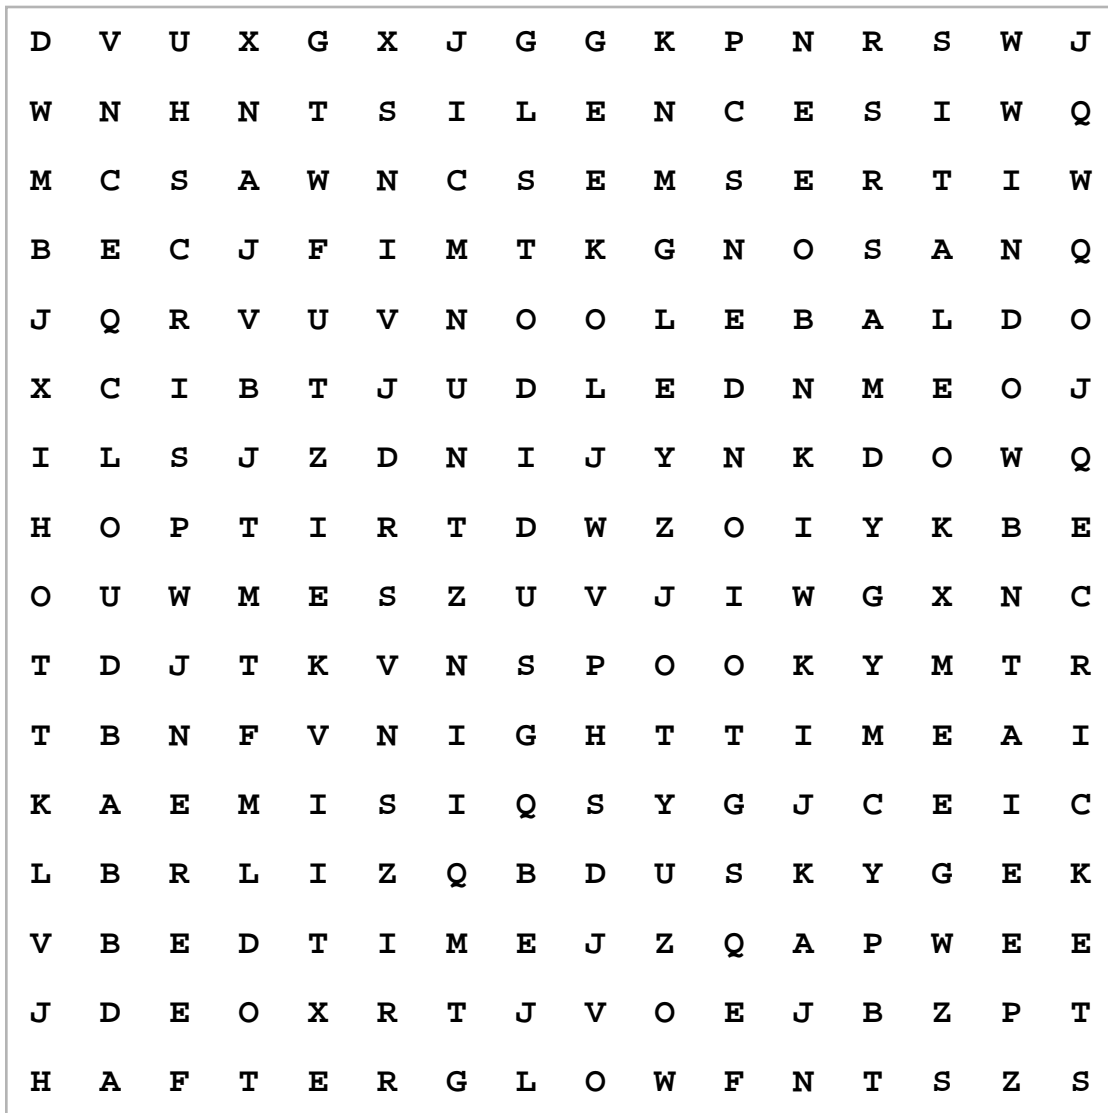 D V U X G X J G G K P N R S W J
W N H N T S I L E N C E S I W Q
M C S A W N C S E M S E R T I W
B E C J F I M T K G N O S A N Q
J Q R V U V N O O L E B A L D O
X C I B T J U D L E D N M E O J
I L S J Z D N I J Y N K D O W Q
H O P T I R T D W Z O I Y K B E
O U W M E S Z U V J I W G X N C
T D J T K V N S P O O K Y M T R
T B N F V N I G H T T I M E A I
K A E M I S I Q S Y G J C E I C
L B R L I Z Q B D U S K Y G E K
V B E D T I M E J Z Q A P W E E
J D E O X R T J V O E J B Z P T
H A F T E R G L O W F N T S Z S